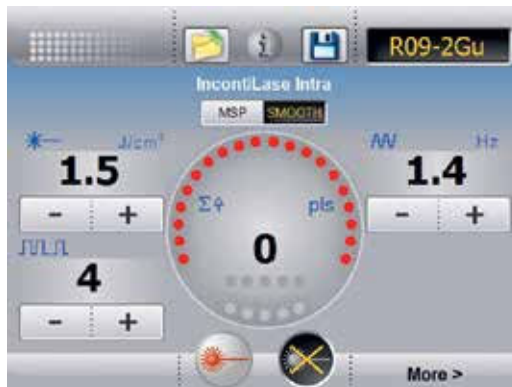 R09-2Gu
IncontiLase Intra
MSP SMOOTH
J/cm²
1.5
- +
Hz
1.4
- +
Σ pls
0
4
- +
More >